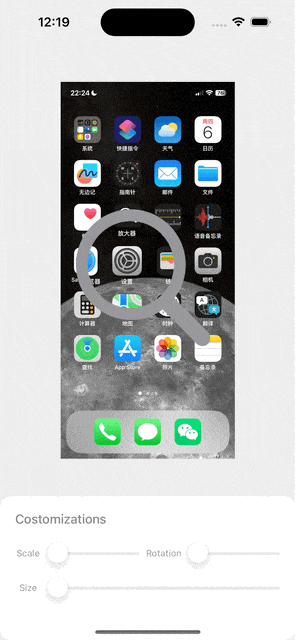 12:19
22:24
76
周四
6
系统
快捷指令
天气
日历
无边记
指南针
邮件
文件
放大器
语音备忘录
设置
相机
计算器
地图
时钟
翻译
查找
App Store
照片
备忘录
Costomizations
Scale
Rotation
Size